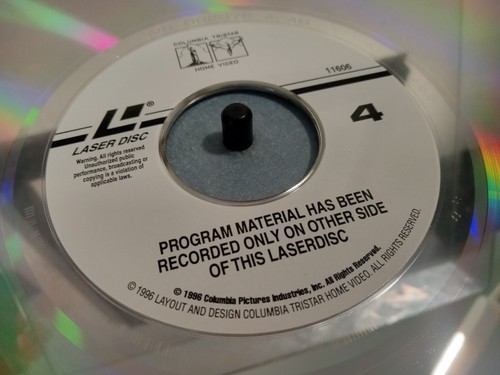 COLUMBIA TRISTAR
HOME VIDEO
11606
4
®
LASER DISC
Warning. All rights reserved
Unauthorized public
performance, broadcasting or
copying is a violation of
applicable laws.
PROGRAM MATERIAL HAS BEEN
RECORDED ONLY ON OTHER SIDE
OF THIS LASERDISC
© 1996 Columbia Pictures Industries, Inc. All Rights Reserved.
© 1996 LAYOUT AND DESIGN COLUMBIA TRISTAR HOME VIDEO. ALL RIGHTS RESERVED.